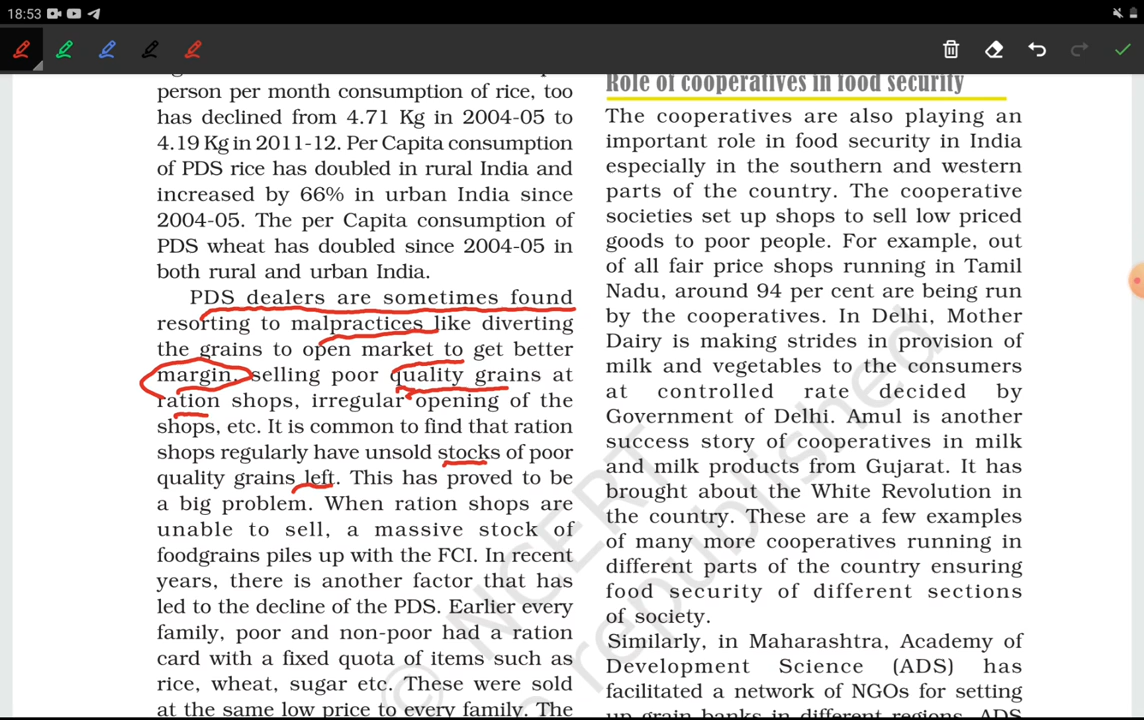 18:53
person per month consumption of rice, too
has declined from 4.71 Kg in 2004-05 to
4.19 Kg in 2011-12. Per Capita consumption
of PDS rice has doubled in rural India and
increased by 66% in urban India since
2004-05. The per Capita consumption of
PDS wheat has doubled since 2004-05 in
both rural and urban India.
PDS dealers are sometimes found
resorting to malpractices like diverting
the grains to open market to get better
margin, selling poor quality grains at
ration shops, irregular opening of the
shops, etc. It is common to find that ration
shops regularly have unsold stocks of poor
quality grains left. This has proved to be
a big problem. When ration shops are
unable to sell, a massive stock of
foodgrains piles up with the FCI. In recent
years, there is another factor that has
led to the decline of the PDS. Earlier every
family, poor and non-poor had a ration
card with a fixed quota of items such as
rice, wheat, sugar etc. These were sold
at the same low price to every family. The
Role of cooperatives in food security
The cooperatives are also playing an
important role in food security in India
especially in the southern and western
parts of the country. The cooperative
societies set up shops to sell low priced
goods to poor people. For example, out
of all fair price shops running in Tamil
Nadu, around 94 per cent are being run
by the cooperatives. In Delhi, Mother
Dairy is making strides in provision of
milk and vegetables to the consumers
at controlled rate decided by
Government of Delhi. Amul is another
success story of cooperatives in milk
and milk products from Gujarat. It has
brought about the White Revolution in
the country. These are a few examples
of many more cooperatives running in
different parts of the country ensuring
food security of different sections
of society.
Similarly, in Maharashtra, Academy of
Development Science (ADS) has
facilitated a network of NGOs for setting
up grain banks in different regions. ADS
© NCERT
republished